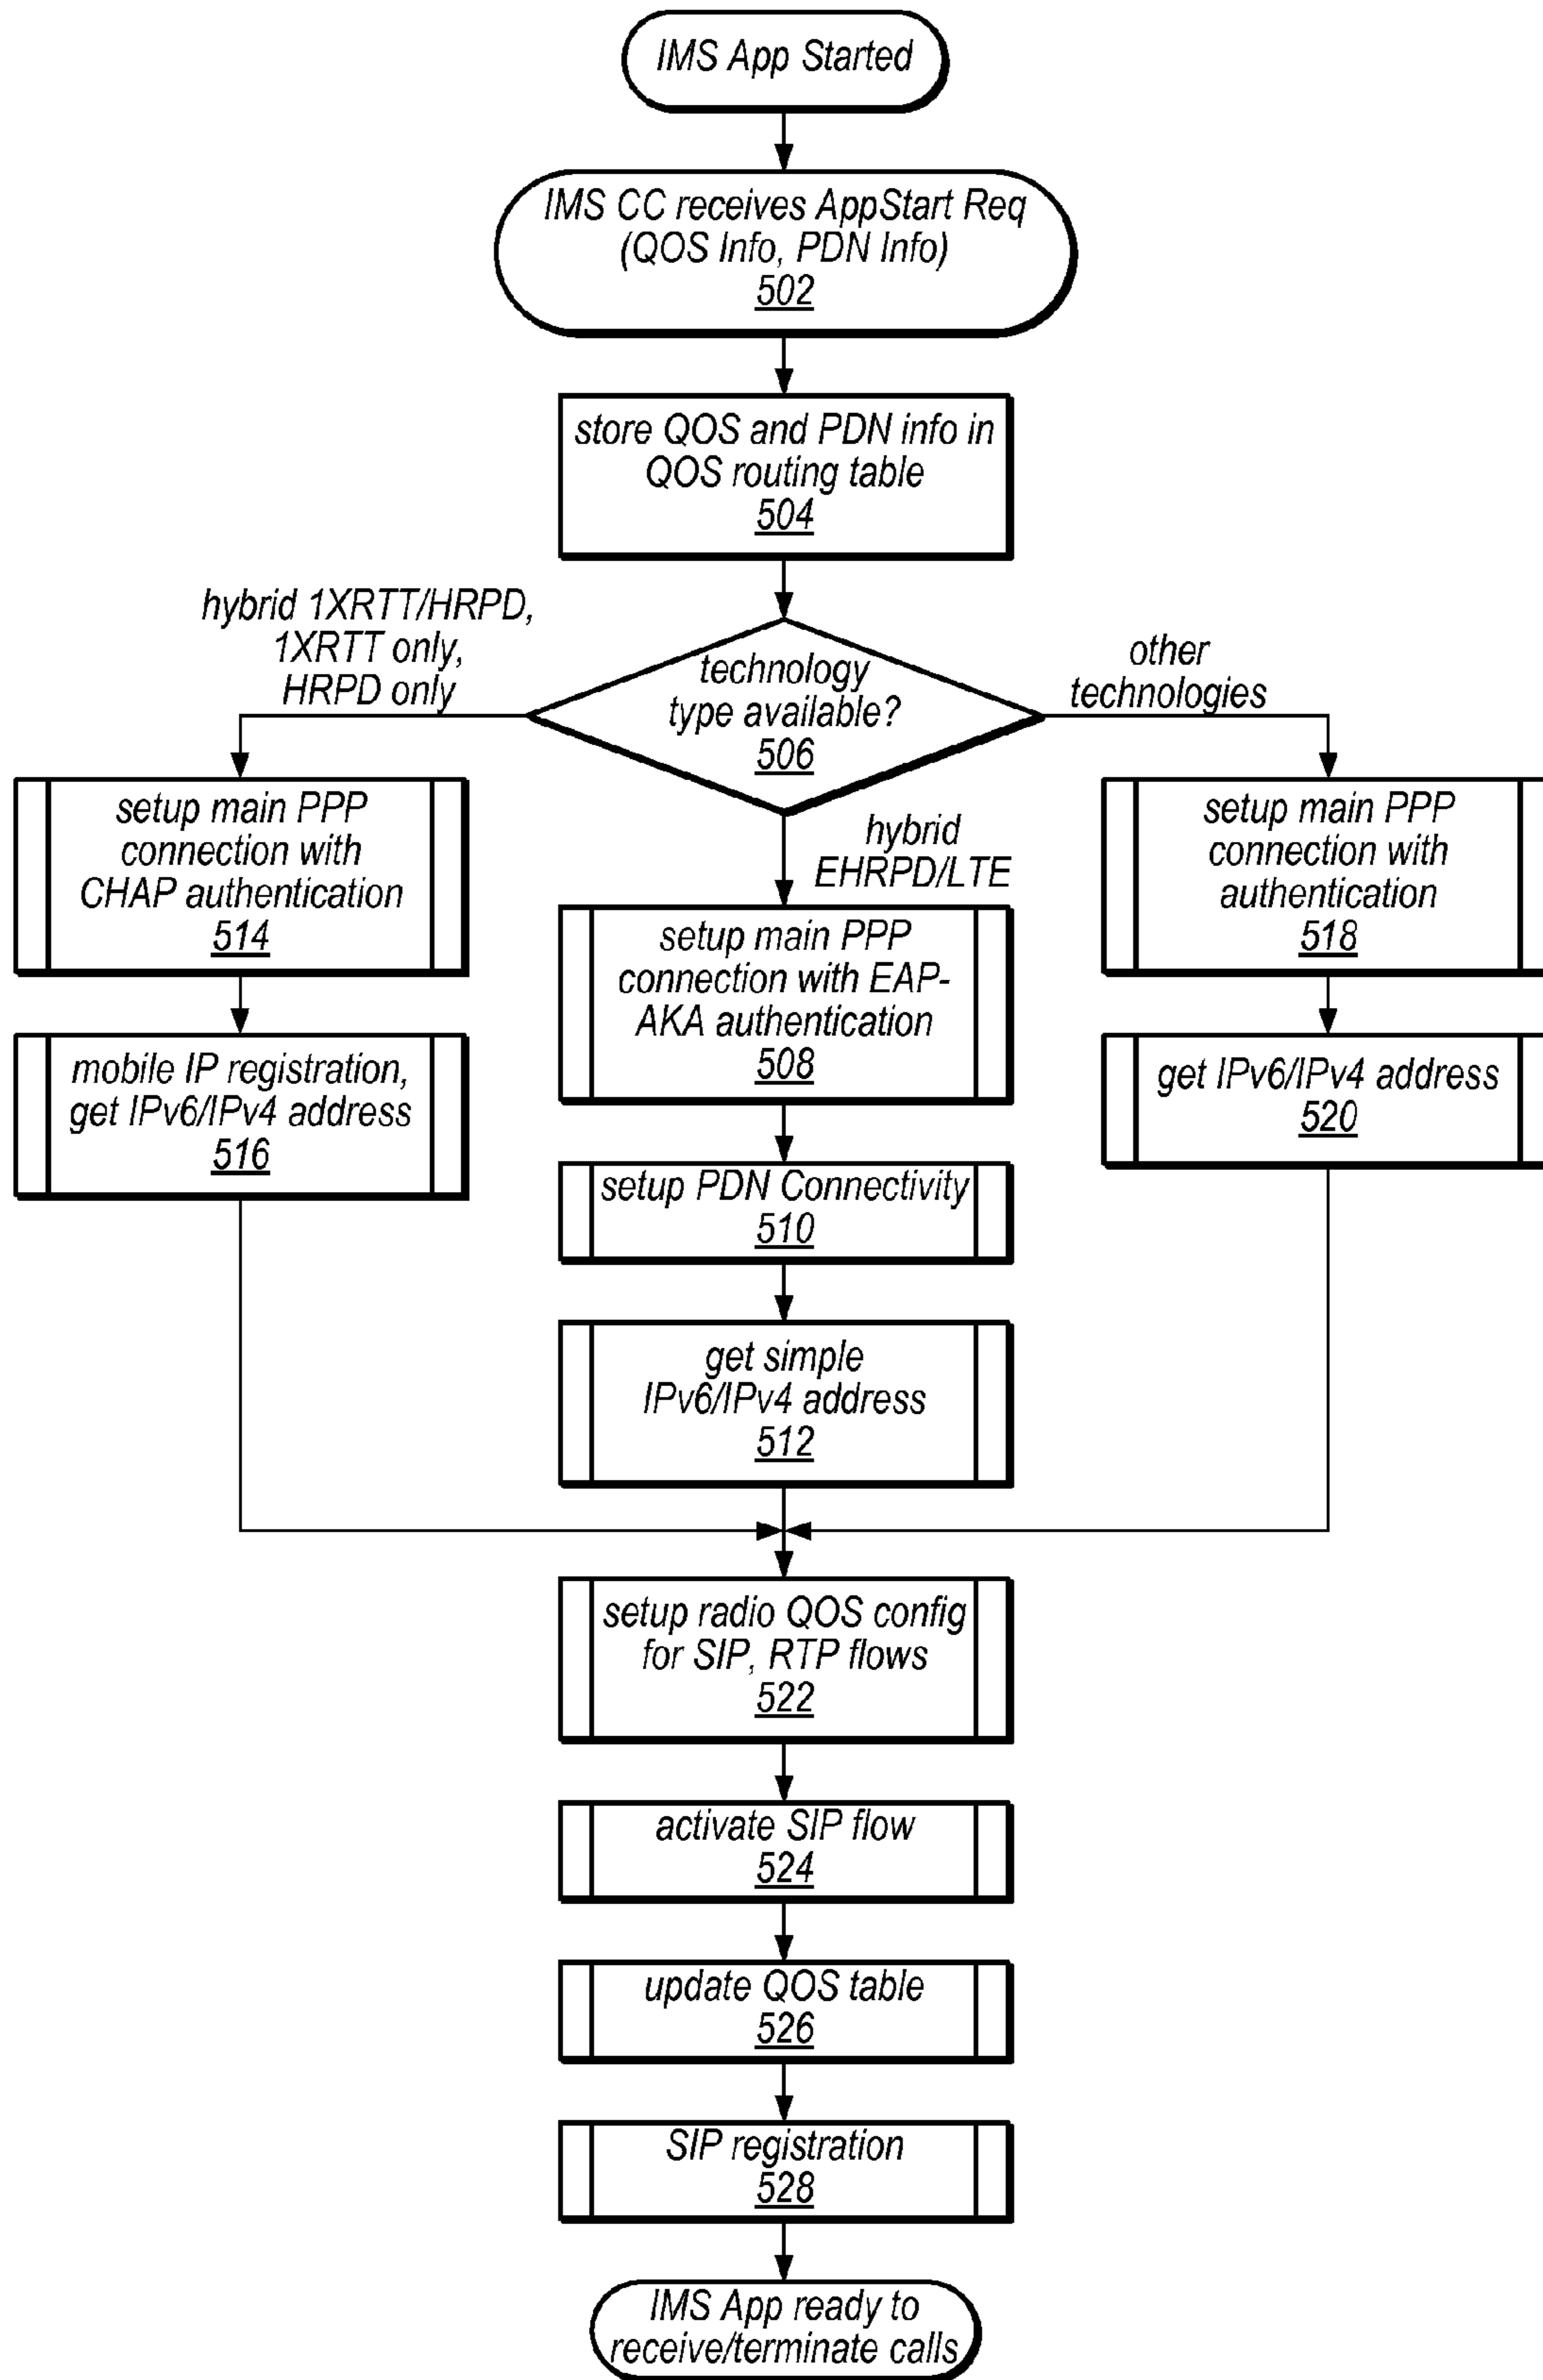 IMS App Started
IMS CC receives AppStart Req
(QOS Info, PDN Info)
502
store QOS and PDN info in
QOS routing table
504
hybrid 1XRTT/HRPD,
1XRTT only,
HRPD only
technology
type available?
506
other
technologies
hybrid
EHRPD/LTE
setup main PPP
connection with
CHAP authentication
514
mobile IP registration,
get IPv6/IPv4 address
516
setup main PPP
connection with EAP-
AKA authentication
508
setup PDN Connectivity
510
get simple
IPv6/IPv4 address
512
setup main PPP
connection with
authentication
518
get IPv6/IPv4 address
520
setup radio QOS config
for SIP, RTP flows
522
activate SIP flow
524
update QOS table
526
SIP registration
528
IMS App ready to
receive/terminate calls